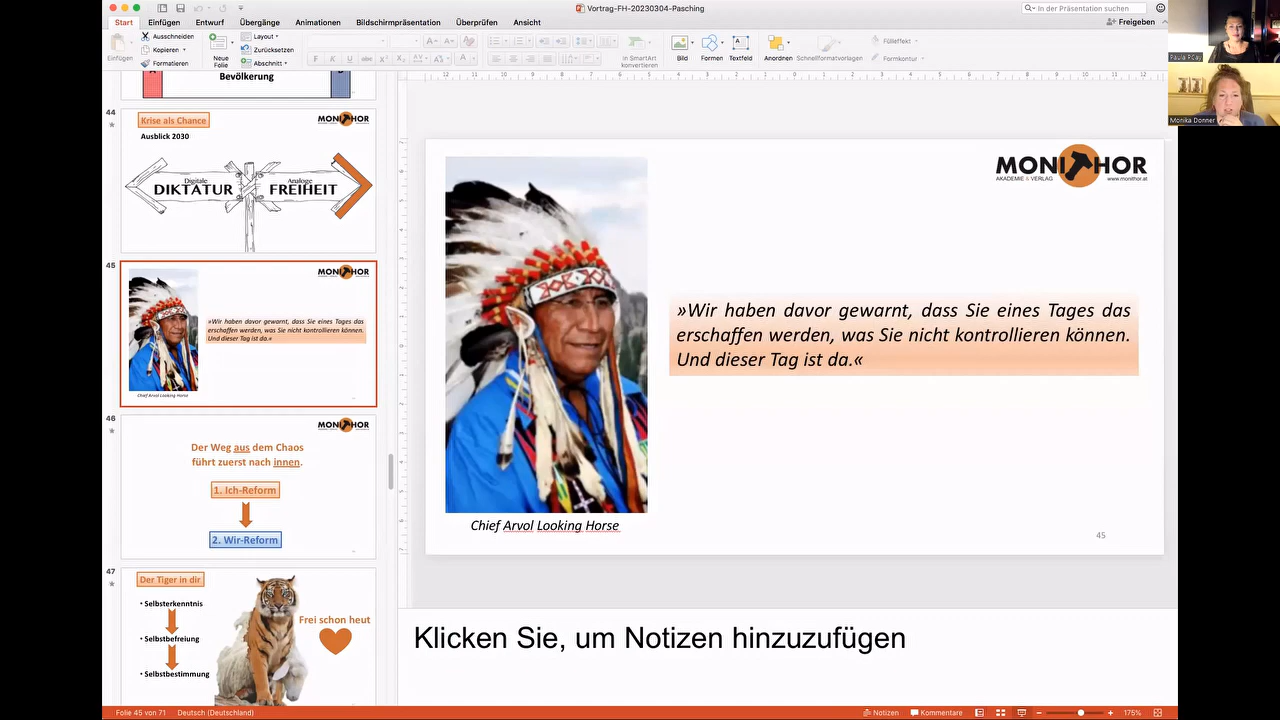 Vortrag-FH-20230304-Pasching
In der Präsentation suchen
Start Einfügen Entwurf Übergänge Animationen Bildschirmpräsentation Überprüfen Ansicht
Freigeben
Einfügen
Ausschneiden
Kopieren
Formatieren
Neue
Folie
Layout
Zurücksetzen
Abschnitt
In SmartArt
konvertieren
Bild
Formen
Textfeld
Anordnen
Schnellformatvorlagen
Fülleffekt
Formkontur
Paula P'Cay
Monika Donner
Bevölkerung
44
Krise als Chance
MONITHOR
Ausblick 2030
Digitale
DIKTATUR
Analoge
FREIHEIT
45
MONITHOR
»Wir haben davor gewarnt, dass Sie eines Tages das
erschaffen werden, was Sie nicht kontrollieren können.
Und dieser Tag ist da.«
Chief Arvol Looking Horse
46
MONITHOR
Der Weg aus dem Chaos
führt zuerst nach innen.
1. Ich-Reform
2. Wir-Reform
47
Der Tiger in dir
• Selbsterkenntnis
• Selbstbefreiung
• Selbstbestimmung
Frei schon heut
MONITHOR
AKADEMIE & VERLAG www.monithor.at
»Wir haben davor gewarnt, dass Sie eines Tages das
erschaffen werden, was Sie nicht kontrollieren können.
Und dieser Tag ist da.«
Chief Arvol Looking Horse
45
Klicken Sie, um Notizen hinzuzufügen
Folie 45 von 71 Deutsch (Deutschland)
Notizen Kommentare 175%